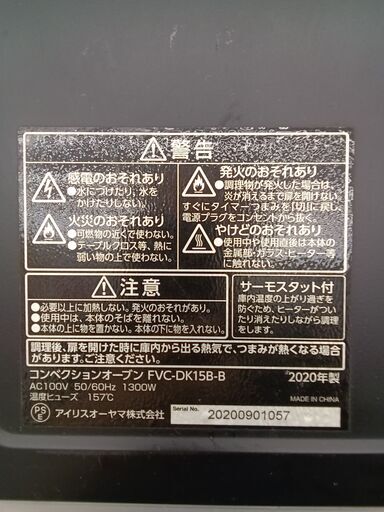 警告
感電のおそれあり
●水につけたり、水を
かけたりしない。
火災のおそれあり
●可燃物の近くで使わない。
●テーブルクロス等、熱に
弱い物の上で使わない。
発火のおそれあり
●調理物が発火した場合は、
炎が消えるまで扉を開けない。
すぐにタイマーつまみを「切」に戻し
電源プラグをコンセントから抜く。
やけどのおそれあり
●使用中や使用直後は本体の
金属部・ガラス・ヒーター等
に触れない。
注意
●必要以上に加熱しない。発火のおそれがあります。
●使用中は、本体のそばを離れない。
●本体の上に物を置かない。本体の下に物を入れない。
サーモスタット付
庫内温度の上がり過ぎを
防ぐため、ヒーターがつい
たり消えたりしながら調理
します。
調理後、扉を開けた時に庫内から出る熱気で、つまみが熱くなる場合があり
ます。ご注意ください。
コンベクションオーブン FVC-DK15B-B
2020年製
AC100V 50/60Hz 1300W
MADE IN CHINA
温度ヒューズ 157℃
PS
E
アイリスオーヤマ株式会社
Serial No.
20200901057